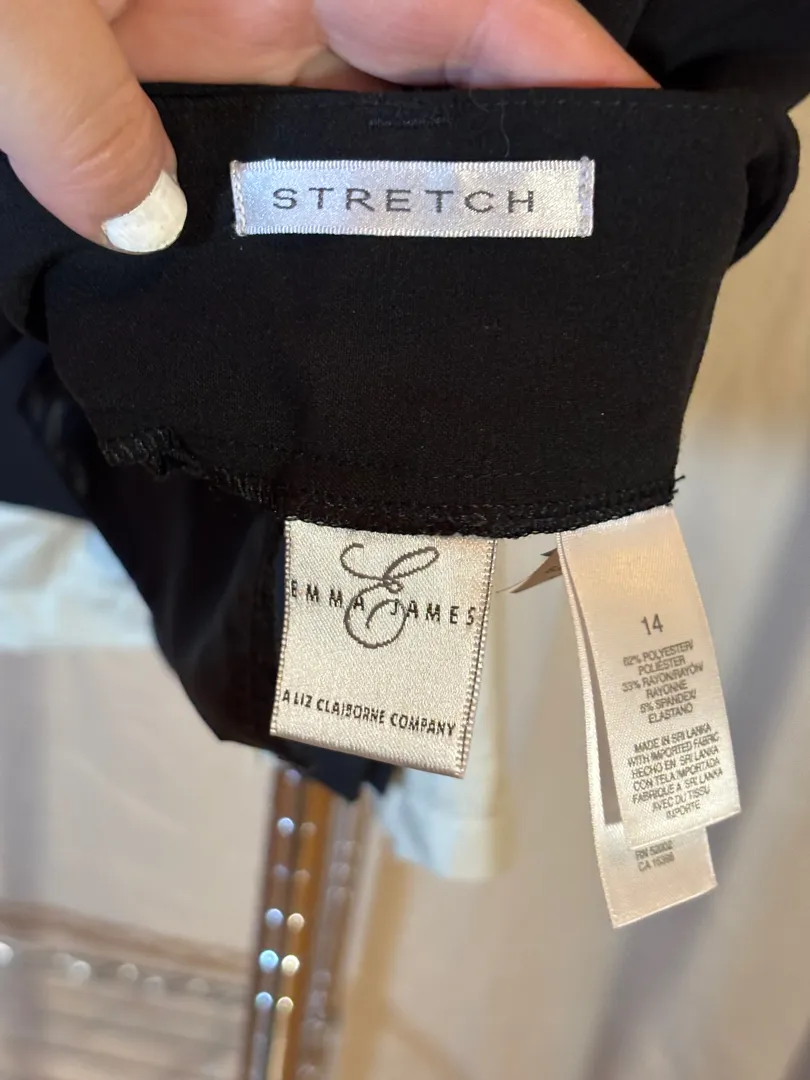 STRETCH
EMMA JAMES
A LIZ CLAIBORNE COMPANY
14
62% POLYESTER/
POLIÉSTER
33% RAYON/RAYÓN/
RAYONNE
5% SPANDEX/
ELASTANO
MADE IN SRI LANKA
WITH IMPORTED FABRIC
HECHO EN SRI LANKA
CON TELA IMPORTADA
FABRIQUÉ A SRI LANKA
AVEC DU TISSU
IMPORTÉ
RN 52002
CA 15398